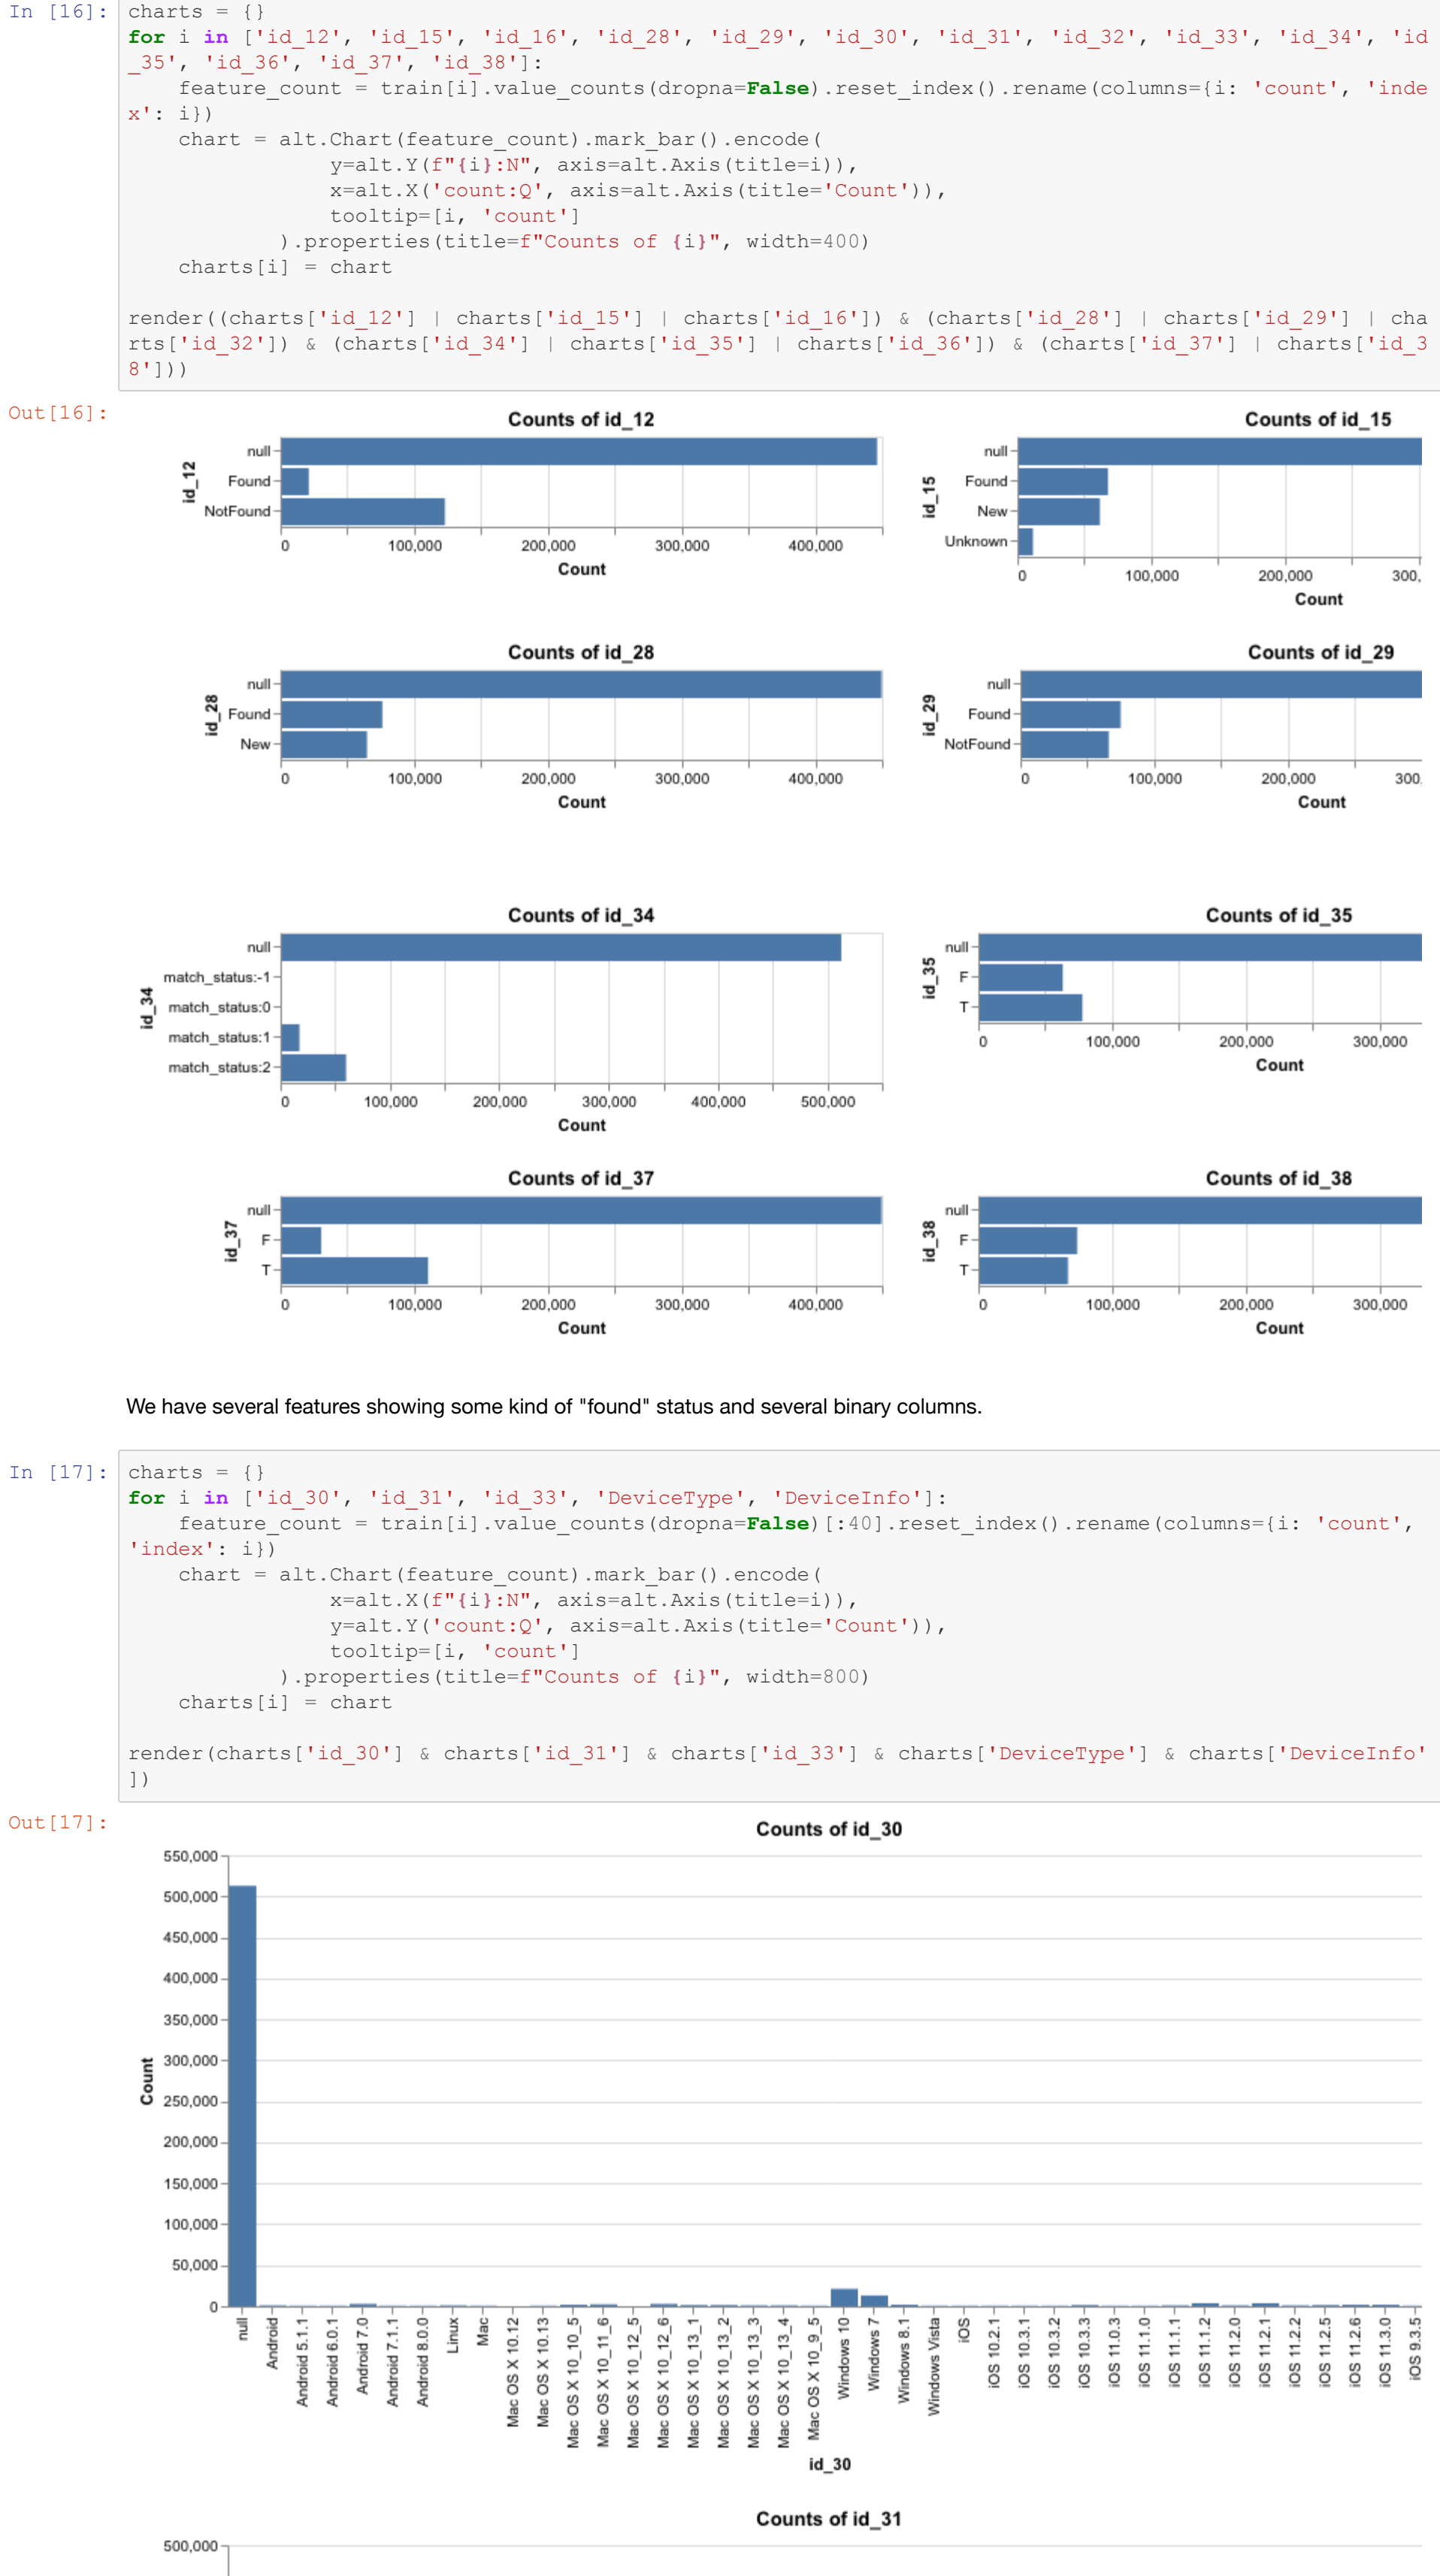 In [16]: charts = {}
for i in ['id_12', 'id_15', 'id_16', 'id_28', 'id_29', 'id_30', 'id_31', 'id_32', 'id_33', 'id_34', 'id
_35', 'id_36', 'id_37', 'id_38']:
    feature_count = train[i].value_counts(dropna=False).reset_index().rename(columns={i: 'count', 'inde
x': i})
    chart = alt.Chart(feature_count).mark_bar().encode(
                y=alt.Y(f"{i}:N", axis=alt.Axis(title=i)),
                x=alt.X('count:Q', axis=alt.Axis(title='Count')),
                tooltip=[i, 'count']
            ).properties(title=f"Counts of {i}", width=400)
    charts[i] = chart
render((charts['id_12'] | charts['id_15'] | charts['id_16']) & (charts['id_28'] | charts['id_29'] | cha
rts['id_32']) & (charts['id_34'] | charts['id_35'] | charts['id_36']) & (charts['id_37'] | charts['id_3
8']))
Out[16]:
Counts of id_12
id_12
null
Found
NotFound
0 100,000 200,000 300,000 400,000
Count
Counts of id_15
id_15
null
Found
New
Unknown
0 100,000 200,000 300,
Count
Counts of id_28
id_28
null
Found
New
0 100,000 200,000 300,000 400,000
Count
Counts of id_29
id_29
null
Found
NotFound
0 100,000 200,000 300,
Count
Counts of id_34
id_34
null
match_status:-1
match_status:0
match_status:1
match_status:2
0 100,000 200,000 300,000 400,000 500,000
Count
Counts of id_35
id_35
null
F
T
0 100,000 200,000 300,000
Count
Counts of id_37
id_37
null
F
T
0 100,000 200,000 300,000 400,000
Count
Counts of id_38
id_38
null
F
T
0 100,000 200,000 300,000
Count
We have several features showing some kind of "found" status and several binary columns.
In [17]: charts = {}
for i in ['id_30', 'id_31', 'id_33', 'DeviceType', 'DeviceInfo']:
    feature_count = train[i].value_counts(dropna=False)[:40].reset_index().rename(columns={i: 'count',
'index': i})
    chart = alt.Chart(feature_count).mark_bar().encode(
                x=alt.X(f"{i}:N", axis=alt.Axis(title=i)),
                y=alt.Y('count:Q', axis=alt.Axis(title='Count')),
                tooltip=[i, 'count']
            ).properties(title=f"Counts of {i}", width=800)
    charts[i] = chart
render(charts['id_30'] & charts['id_31'] & charts['id_33'] & charts['DeviceType'] & charts['DeviceInfo'
])
Out[17]:
Counts of id_30
Count
550,000
500,000
450,000
400,000
350,000
300,000
250,000
200,000
150,000
100,000
50,000
0
null
Android
Android 5.1.1
Android 6.0.1
Android 7.0
Android 7.1.1
Android 8.0.0
Linux
Mac
Mac OS X 10.12
Mac OS X 10.13
Mac OS X 10_10_5
Mac OS X 10_11_6
Mac OS X 10_12_5
Mac OS X 10_12_6
Mac OS X 10_13_1
Mac OS X 10_13_2
Mac OS X 10_13_3
Mac OS X 10_13_4
Mac OS X 10_9_5
Windows 10
Windows 7
Windows 8.1
Windows Vista
iOS
iOS 10.2.1
iOS 10.3.1
iOS 10.3.2
iOS 10.3.3
iOS 11.0.3
iOS 11.1.0
iOS 11.1.1
iOS 11.1.2
iOS 11.2.0
iOS 11.2.1
iOS 11.2.2
iOS 11.2.5
iOS 11.2.6
iOS 11.3.0
iOS 9.3.5
id_30
Counts of id_31
500,000